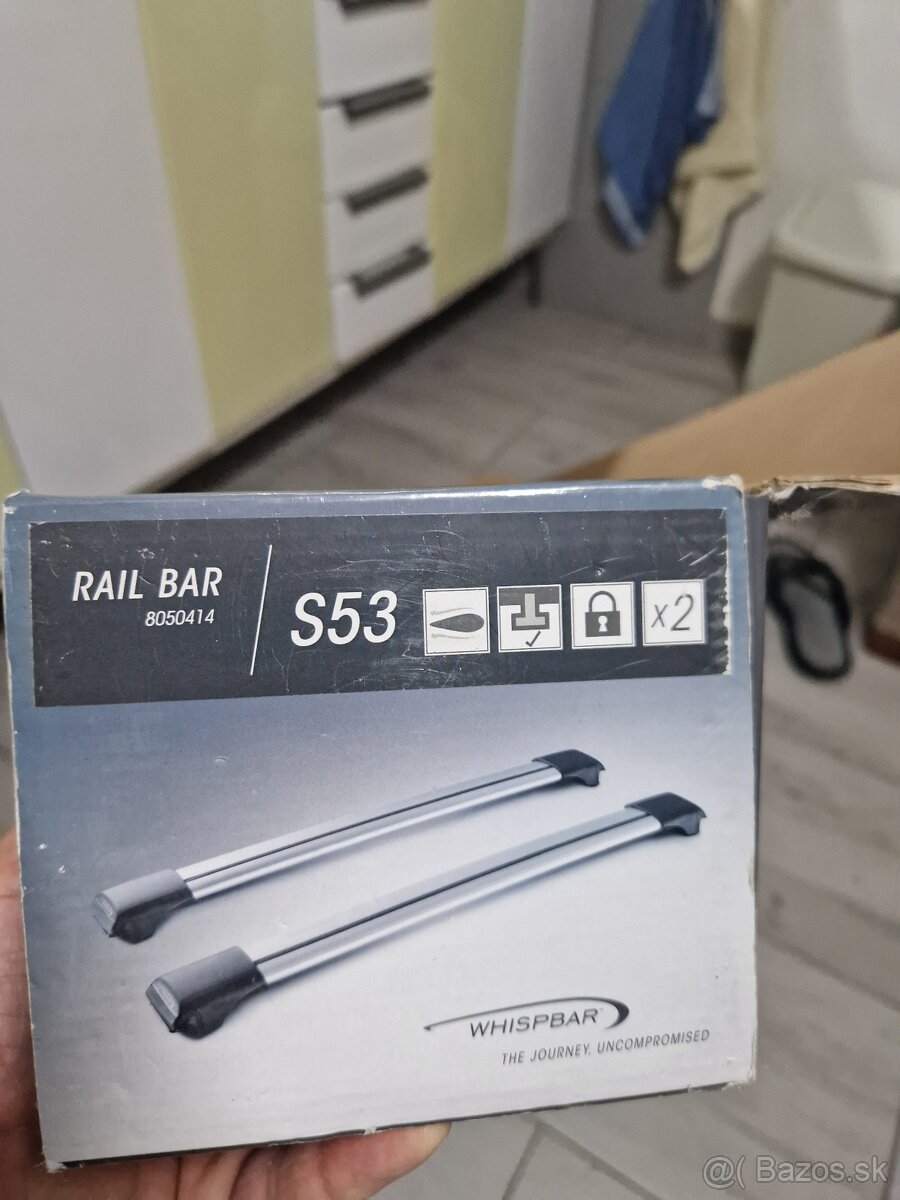 RAIL BAR
8050414
S53
x2
WHISPBAR
THE JOURNEY. UNCOMPROMISED
@( Bazos.sk